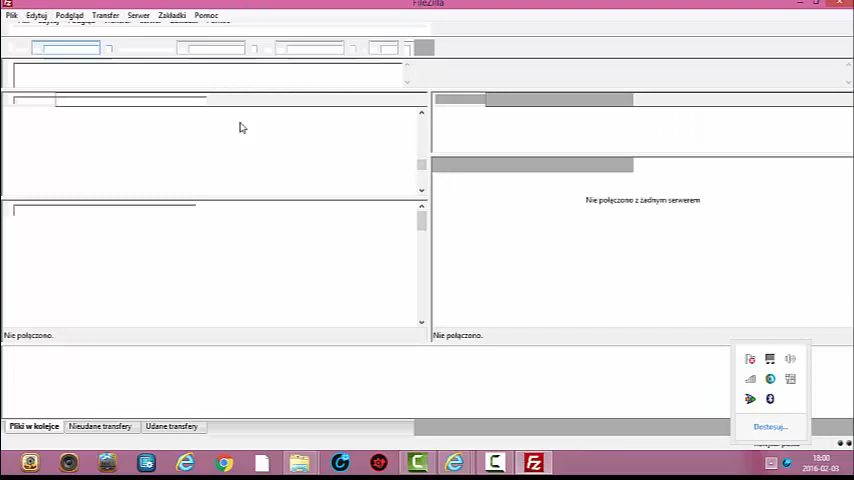 FileZilla
Plik Edytuj Podgląd Transfer Serwer Zakładki Pomoc
Nie połączono z żadnym serwerem
Nie połączono.
Nie połączono.
Pliki w kolejce Nieudane transfery Udane transfery
Dostosuj...
18:00
2016-02-03